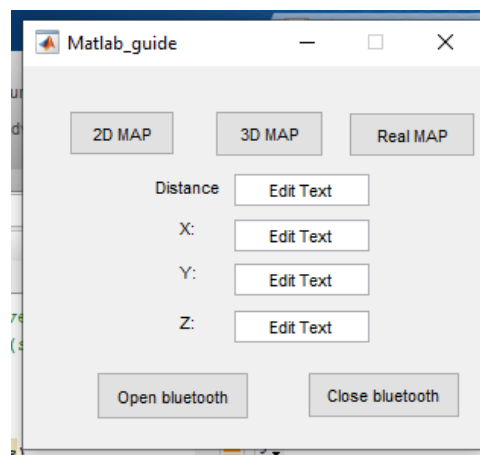 Matlab_guide
2D MAP
3D MAP
Real MAP
Distance
Edit Text
X:
Edit Text
Y:
Edit Text
Z:
Edit Text
Open bluetooth
Close bluetooth